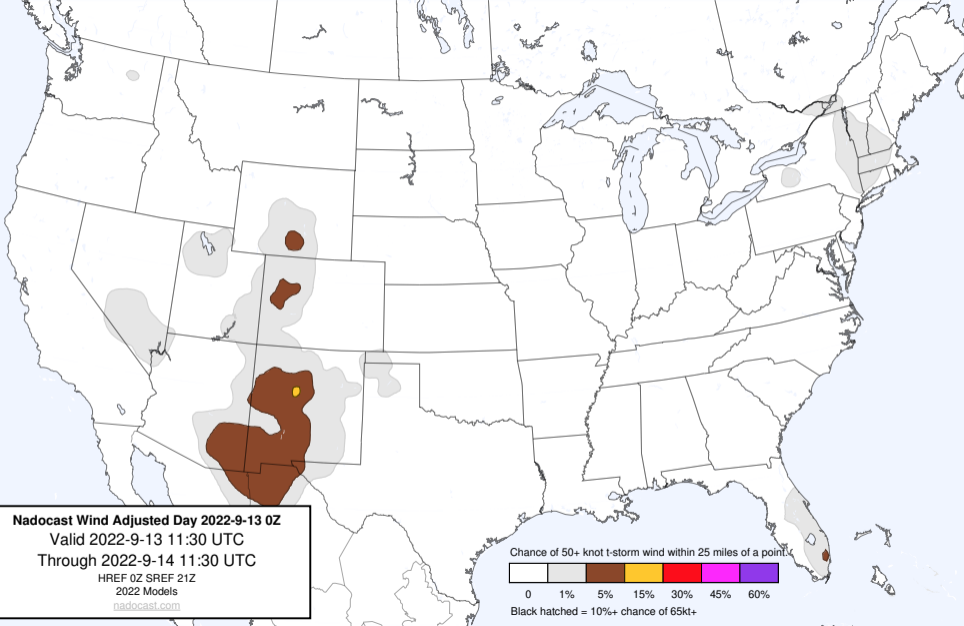 Nadocast Wind Adjusted Day 2022-9-13 0Z
Valid 2022-9-13 11:30 UTC
Through 2022-9-14 11:30 UTC
HREF 0Z SREF 21Z
2022 Models
nadocast.com
Chance of 50+ knot t-storm wind within 25 miles of a point.
0 1% 5% 15% 30% 45% 60%
Black hatched = 10%+ chance of 65kt+